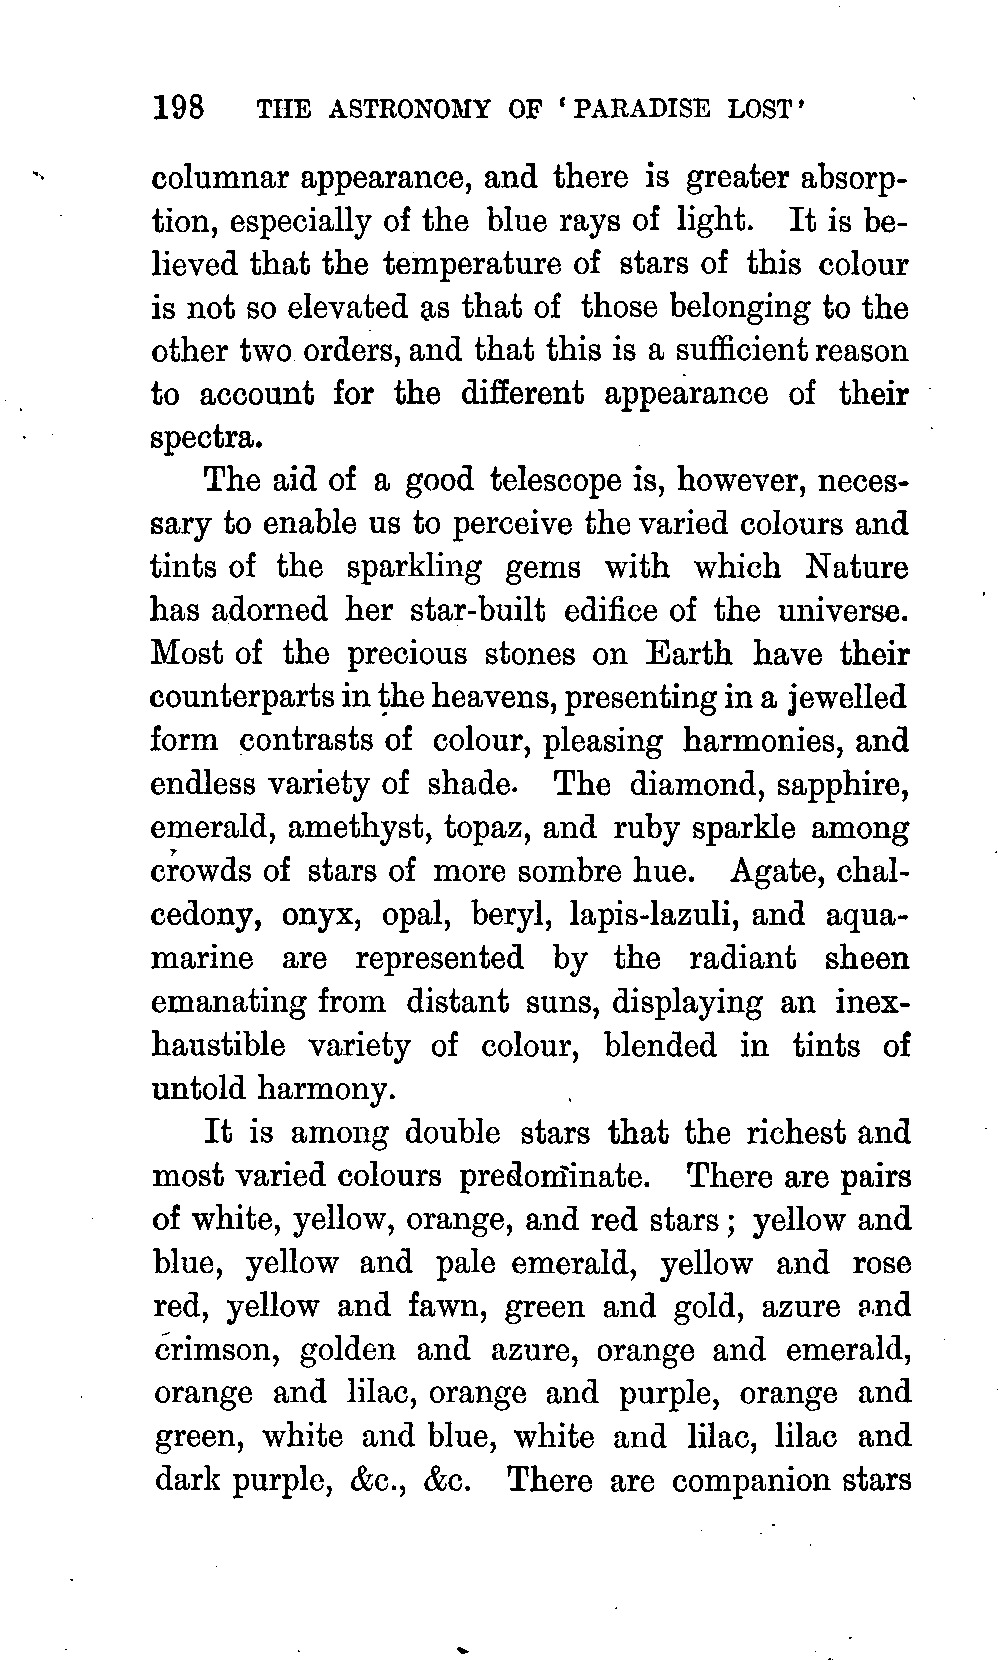 198 THE ASTRONOMY OF ‘PARADISE LOST’
columnar appearance, and there is greater absorp-
tion, especially of the blue rays of light. It is be-
lieved that the temperature of stars of this colour
is not so elevated as that of those belonging to the
other two orders, and that this is a sufficient reason
to account for the different appearance of their
spectra.
The aid of a good telescope is, however, neces-
sary to enable us to perceive the varied colours and
tints of the sparkling gems with which Nature
has adorned her star-built edifice of the universe.
Most of the precious stones on Earth have their
counterparts in the heavens, presenting in a jewelled
form contrasts of colour, pleasing harmonies, and
endless variety of shade. The diamond, sapphire,
emerald, amethyst, topaz, and ruby sparkle among
crowds of stars of more sombre hue. Agate, chal-
cedony, onyx, opal, beryl, lapis-lazuli, and aqua-
marine are represented by the radiant sheen
emanating from distant suns, displaying an inex-
haustible variety of colour, blended in tints of
untold harmony.
It is among double stars that the richest and
most varied colours predominate. There are pairs
of white, yellow, orange, and red stars; yellow and
blue, yellow and pale emerald, yellow and rose
red, yellow and fawn, green and gold, azure and
crimson, golden and azure, orange and emerald,
orange and lilac, orange and purple, orange and
green, white and blue, white and lilac, lilac and
dark purple, &c., &c. There are companion stars